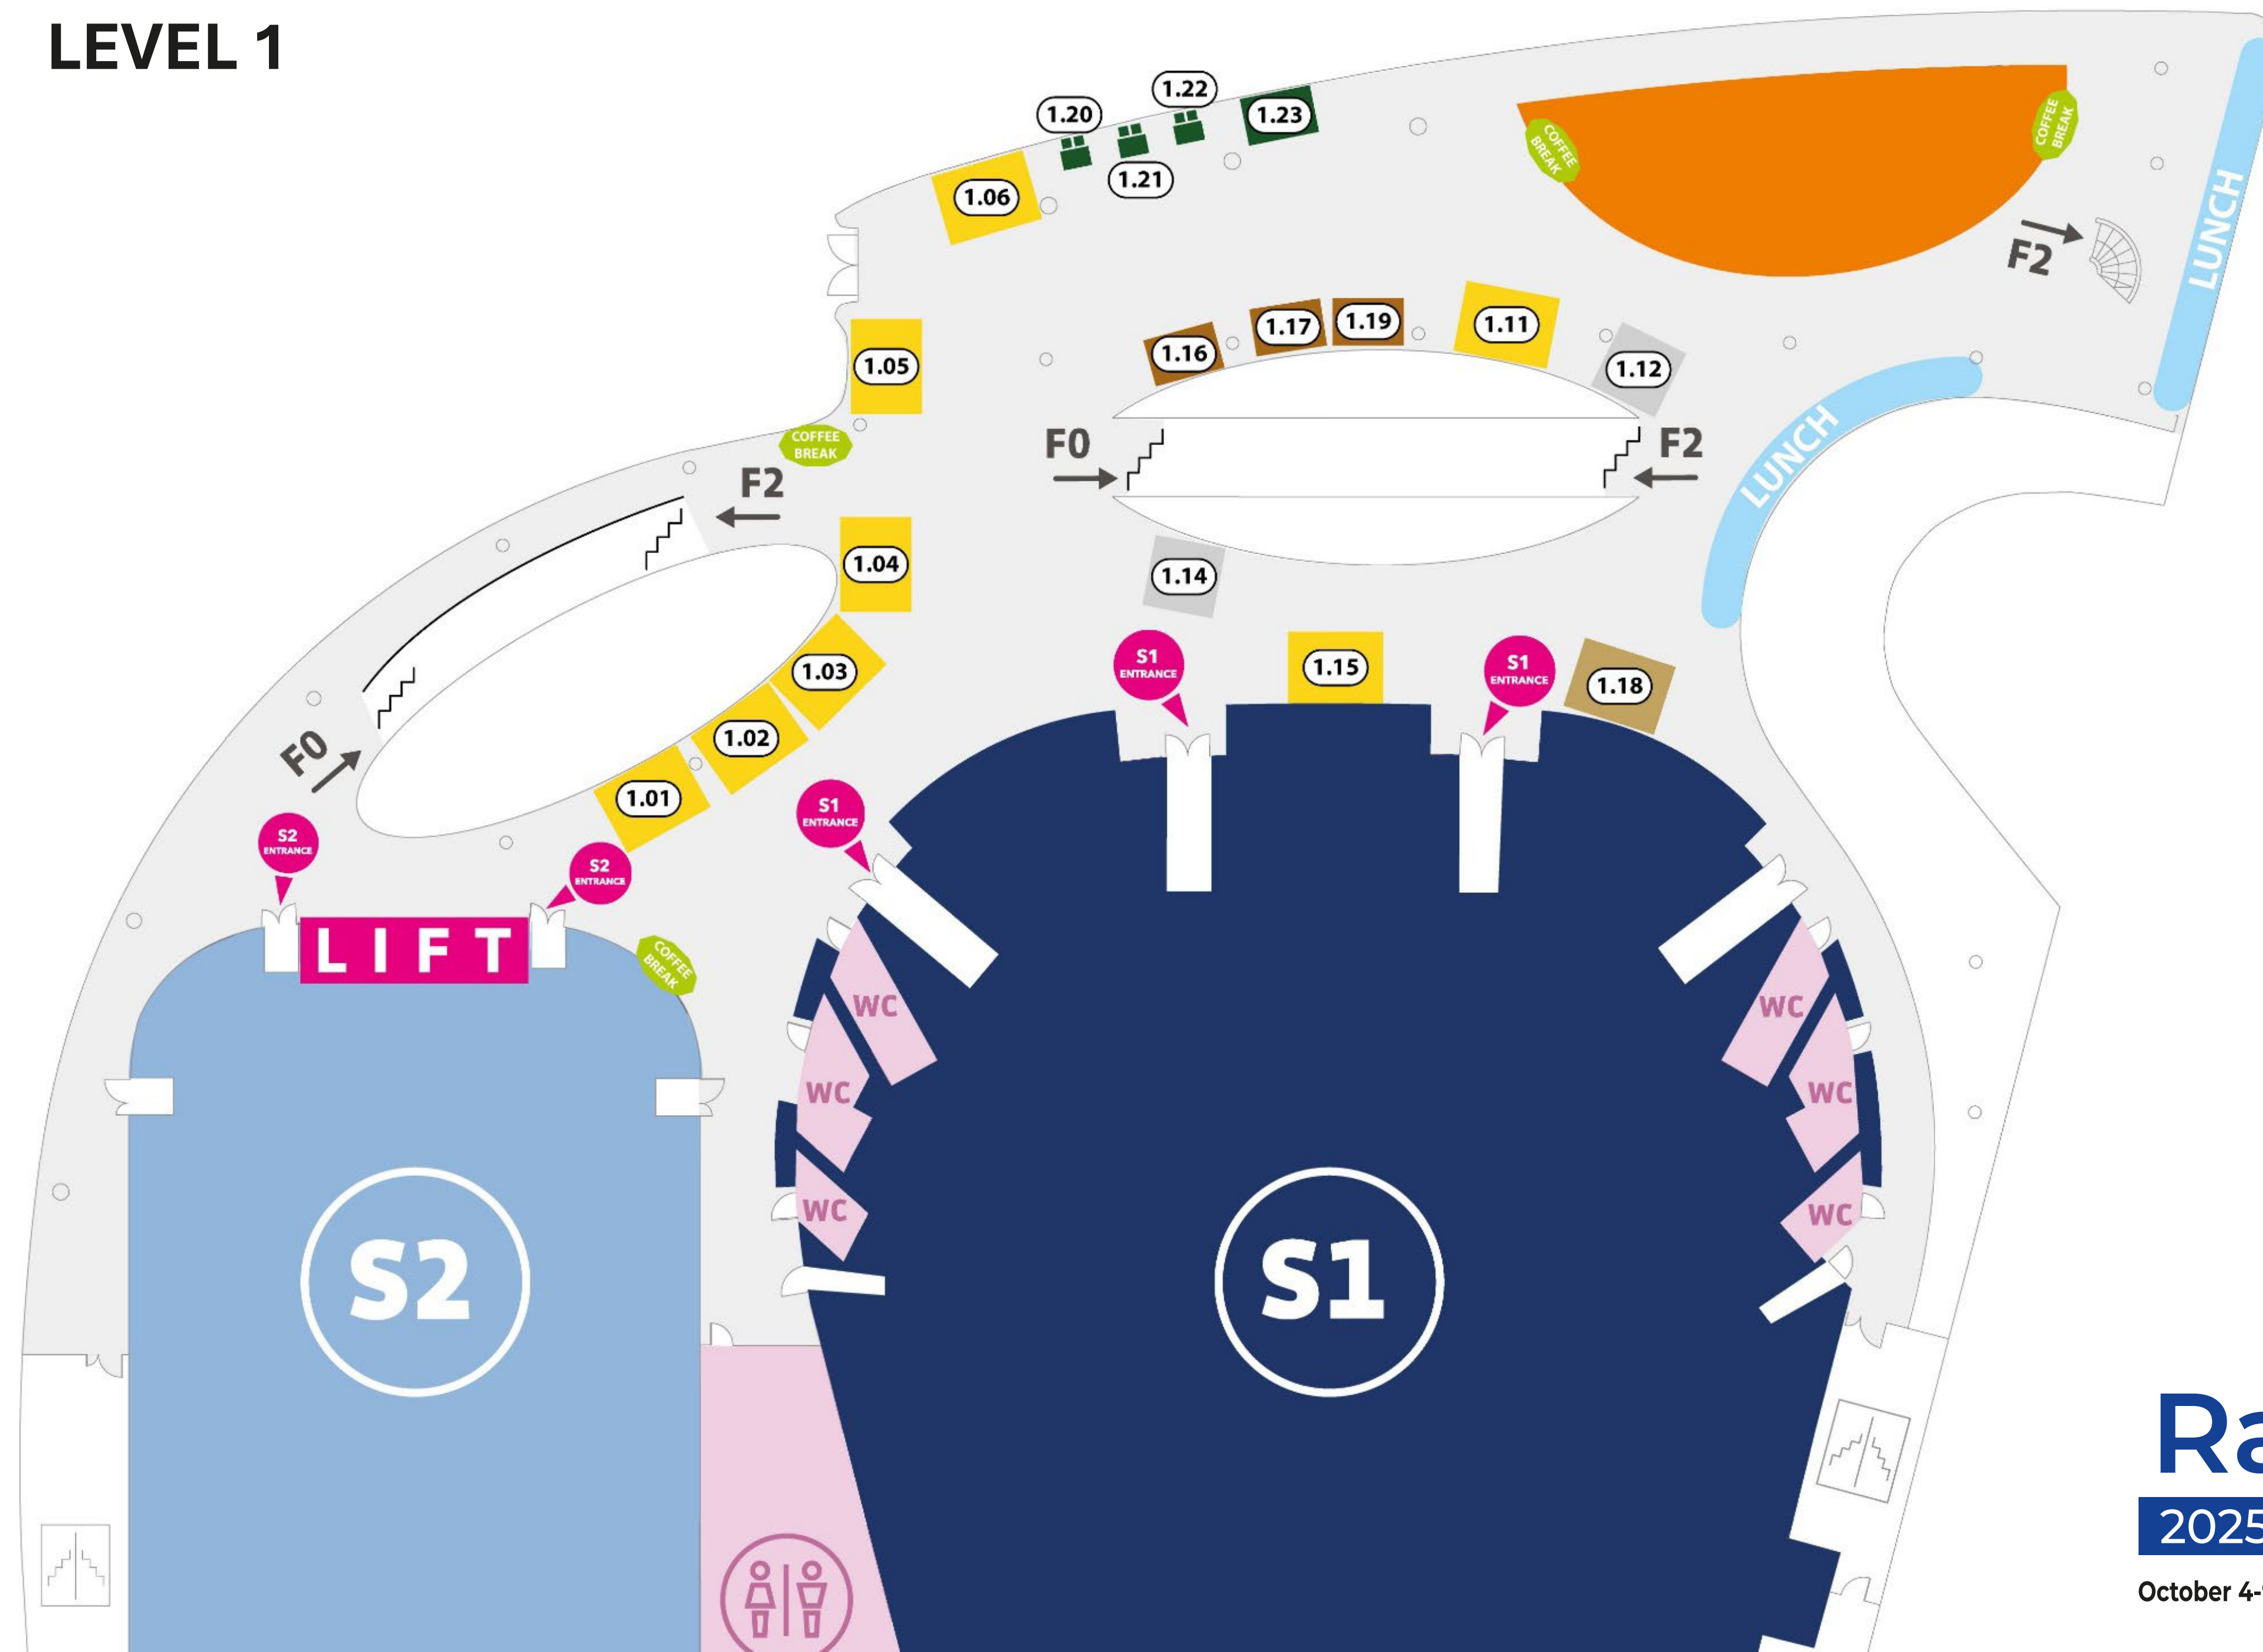 LEVEL 1
1.22
1.20
1.23
1.21
1.06
COFFEE
BREAK
COFFEE
BREAK
LUNCH
F2
1.16
1.17
1.19
1.11
1.12
1.05
COFFEE
BREAK
F0
F2
LUNCH
F2
1.04
1.14
1.03
S1
ENTRANCE
1.15
S1
ENTRANCE
1.18
1.02
F0
1.01
S1
ENTRANCE
S2
ENTRANCE
S2
ENTRANCE
LIFT
COFFEE
BREAK
WC
WC
WC
WC
WC
WC
S2
S1
Ra
2025
October 4-